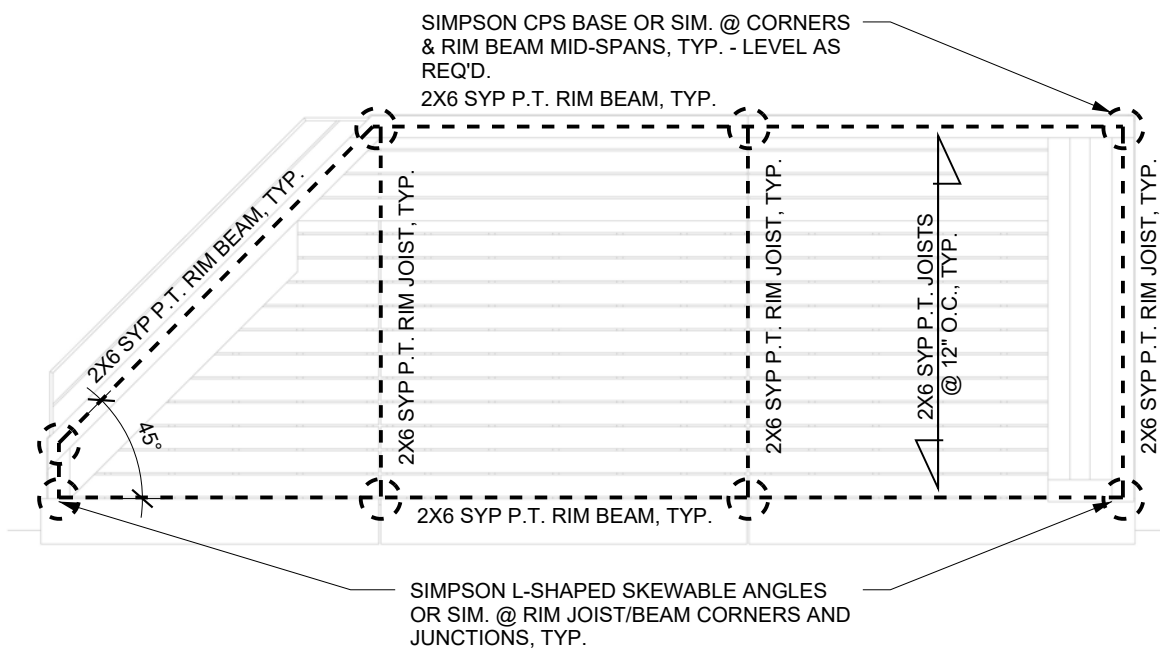 SIMPSON CPS BASE OR SIM. @ CORNERS
& RIM BEAM MID-SPANS, TYP. - LEVEL AS
REQ'D.
2X6 SYP P.T. RIM BEAM, TYP.
2X6 SYP P.T. RIM BEAM, TYP.
45°
2X6 SYP P.T. RIM JOIST, TYP.
2X6 SYP P.T. RIM JOIST, TYP.
2X6 SYP P.T. JOISTS
@ 12" O.C., TYP.
2X6 SYP P.T. RIM JOIST, TYP.
2X6 SYP P.T. RIM BEAM, TYP.
SIMPSON L-SHAPED SKEWABLE ANGLES
OR SIM. @ RIM JOIST/BEAM CORNERS AND
JUNCTIONS, TYP.